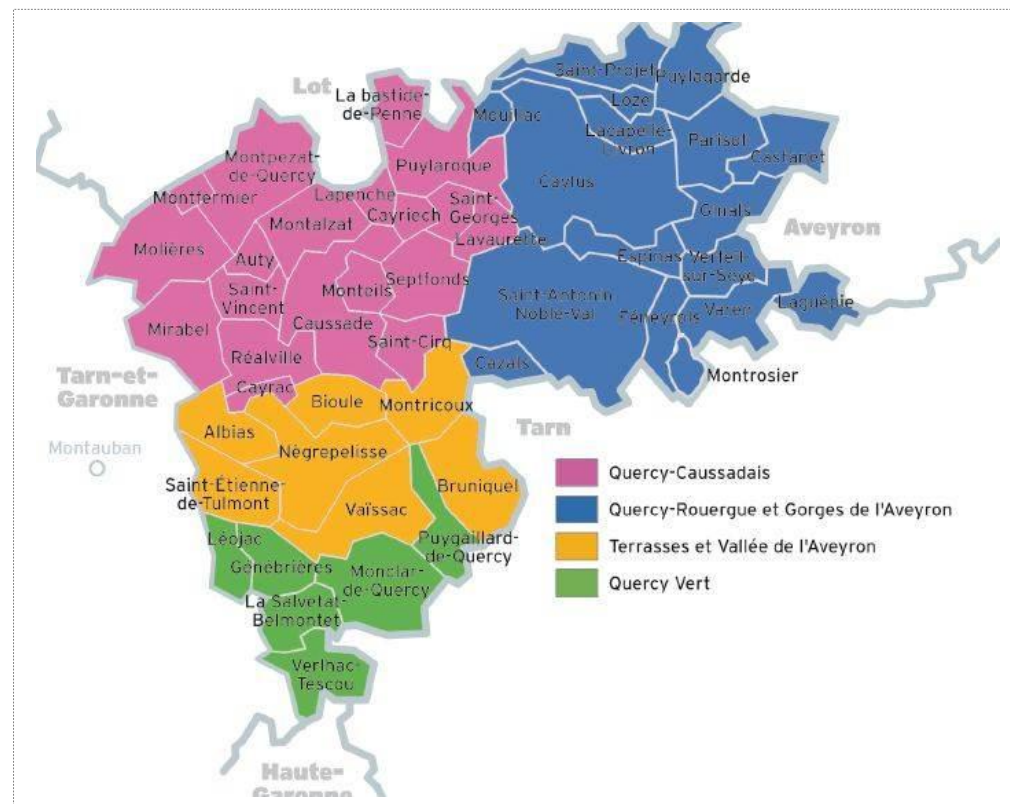 Lot
La bastide-
de-Penne
Saint-Projet
Puylagarde
Mouillac
Loze
Lacapelle-
Livron
Parisot
Castanet
Montpezat-
de-Quercy
Puylaroque
Montfermier
Lapenche
Caylus
Saint-
Georges
Cayriech
Montalzat
Ginals
Aveyron
Molières
Lavaurette
Auty
Espinas
Verfeil-
sur-Seye
Septfonds
Saint-
Vincent
Monteils
Saint-Antonin
Noble-Val
Laguépie
Varen
Féneyrols
Mirabel
Caussade
Saint-Cirq
Réalville
Cazals
Montrosier
Tarn-et-
Garonne
Cayrac
Bioule
Montricoux
Tarn
Albias
Montauban
Nègrepelisse
Quercy-Caussadais
Saint-Étienne-
de-Tulmont
Bruniquel
Vaïssac
Quercy-Rouergue et Gorges de l'Aveyron
Léojac
Puygaillard-
de-Quercy
Terrasses et Vallée de l'Aveyron
Génébrières
Monclar-
de-Quercy
Quercy Vert
La Salvetat-
Belmontet
Verlhac-
Tescou
Haute-
Garonne